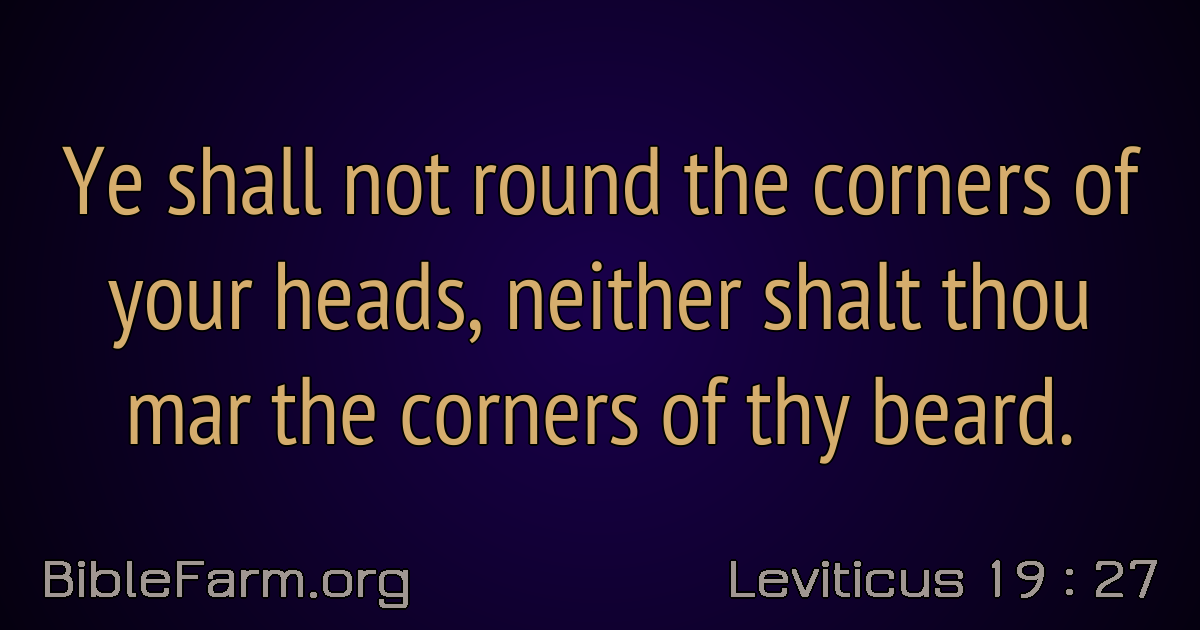 Ye shall not round the corners of
your heads, neither shalt thou
mar the corners of thy beard.
BibleFarm.org
Leviticus 19 : 27